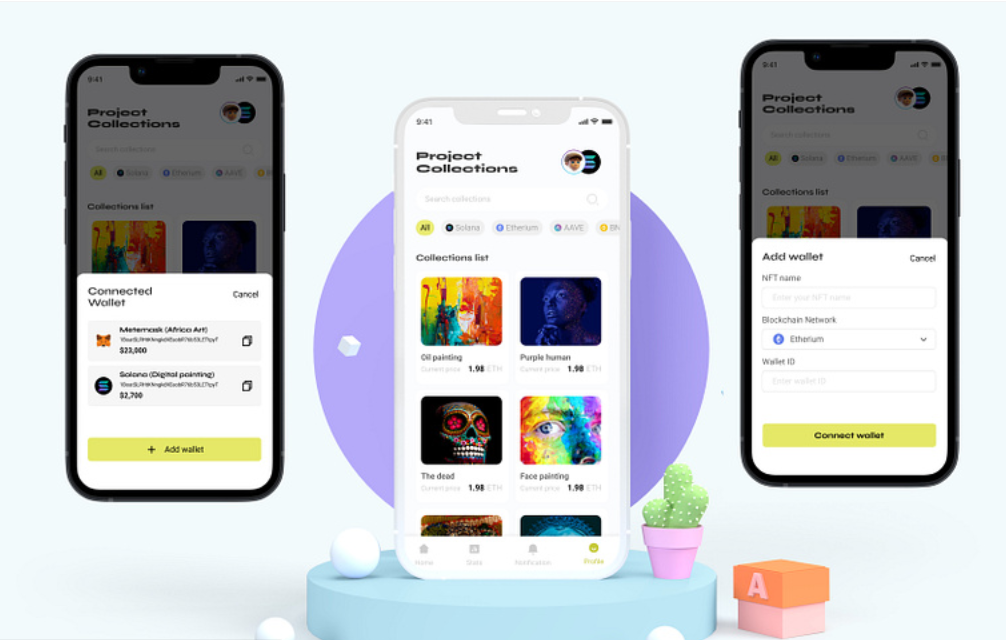 9:41
Project
Collections
Search collections
All Solana Etherium AAVE
Collections list
Connected
Wallet
Cancel
Metemask (Africa Art)
$23,000
Solana (Digital painting)
$2,700
+ Add wallet
9:41
Project
Collections
Search collections
All Solana Etherium AAVE BN
Collections list
Oil painting
Current price 1.98 ETH
Purple human
Current price 1.98 ETH
The dead
Current price 1.98 ETH
Face painting
Current price 1.98 ETH
Home Stats Notification Profile
9:41
Project
Collections
Search collections
All Solana Etherium AAVE B
Collections list
Add wallet
Cancel
NFT name
Enter your NFT name
Blockchain Network
Etherium
Wallet ID
Enter wallet ID
Connect wallet
A